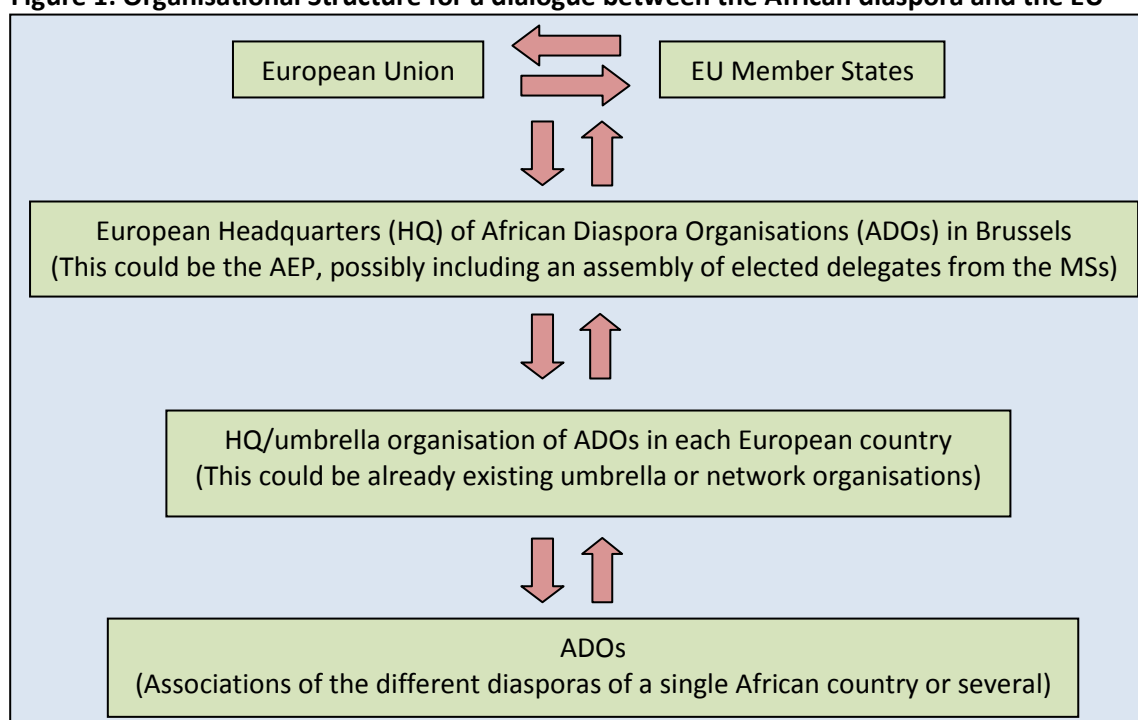 Figure 1: Organisational Structure for a dialogue between the African diaspora and the EU
European Union
EU Member States
European Headquarters (HQ) of African Diaspora Organisations (ADOs) in Brussels
(This could be the AEP, possibly including an assembly of elected delegates from the MSs)
HQ/umbrella organisation of ADOs in each European country
(This could be already existing umbrella or network organisations)
ADOs
(Associations of the different diasporas of a single African country or several)